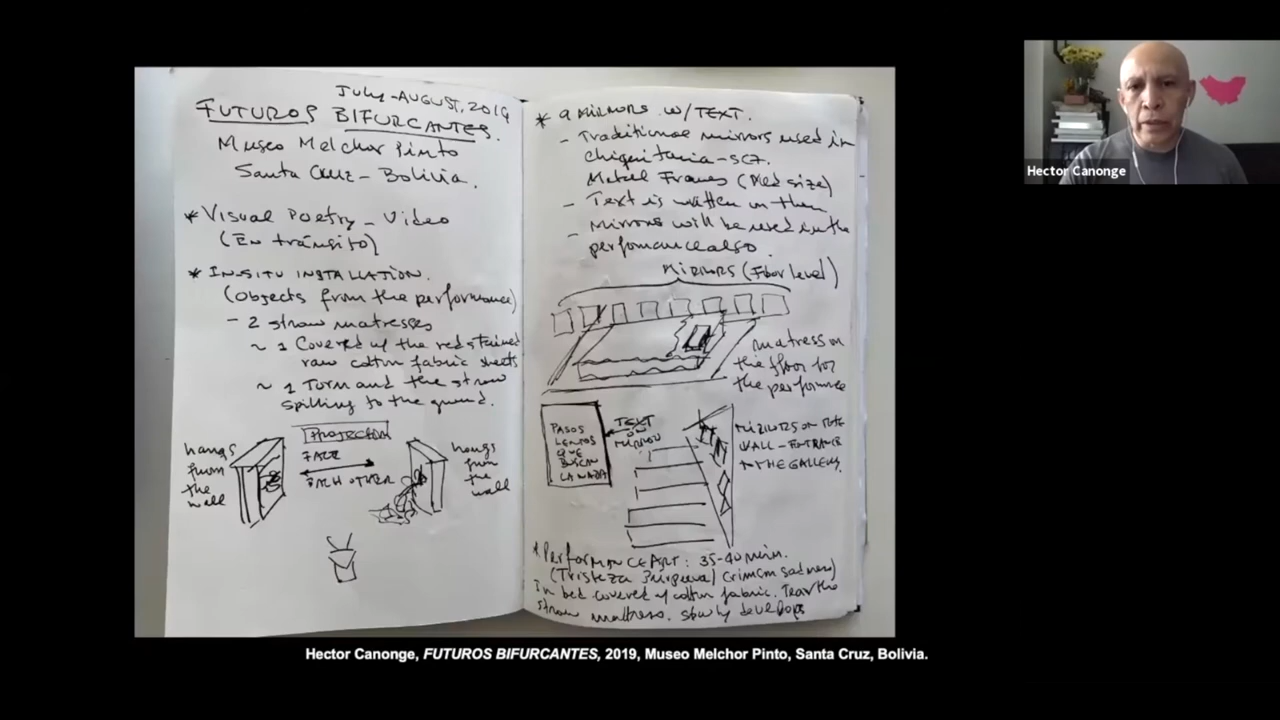 JULY-AUGUST, 2019
FUTUROS BIFURCANTES.
Museo Melchor Pinto
Santa Cruz - Bolivia.
* Visual Poetry - Video
(En tránsito)
* IN-SITU INSTALLATION.
(objects from the performance)
- 2 straw matresses
~ 1 Covered w/ the red stained
raw cotton fabric sheets
~ 1 Torn and the straw
spilling to the ground.
hangs
from
the
wall
PROJECTION
FACE
EACH OTHER
hangs
from
the
wall
* 9 MIRRORS W/TEXT.
- Traditional mirrors used in
Chiquitania - SCZ.
Metal Frames (Med size)
- Text is written on them
- Mirrors will be used in the
performance also.
MIRRORS (Floor level)
matress on
the floor for
the performance
PASOS
LENTOS
QUE
BUSCAN
LA NADA
TEXT
ON
MIRROR
MIRRORS ON THE
WALL - ENTRANCE
TO THE GALLERY.
* PERFORMANCE ART: 35-40 min.
(Tristeza Púrpura/ Crimson sadness)
In bed covered w/ cotton fabric. Tear the
straw mattress. slowly develops
Hector Canonge, FUTUROS BIFURCANTES, 2019, Museo Melchor Pinto, Santa Cruz, Bolivia.
Hector Canonge